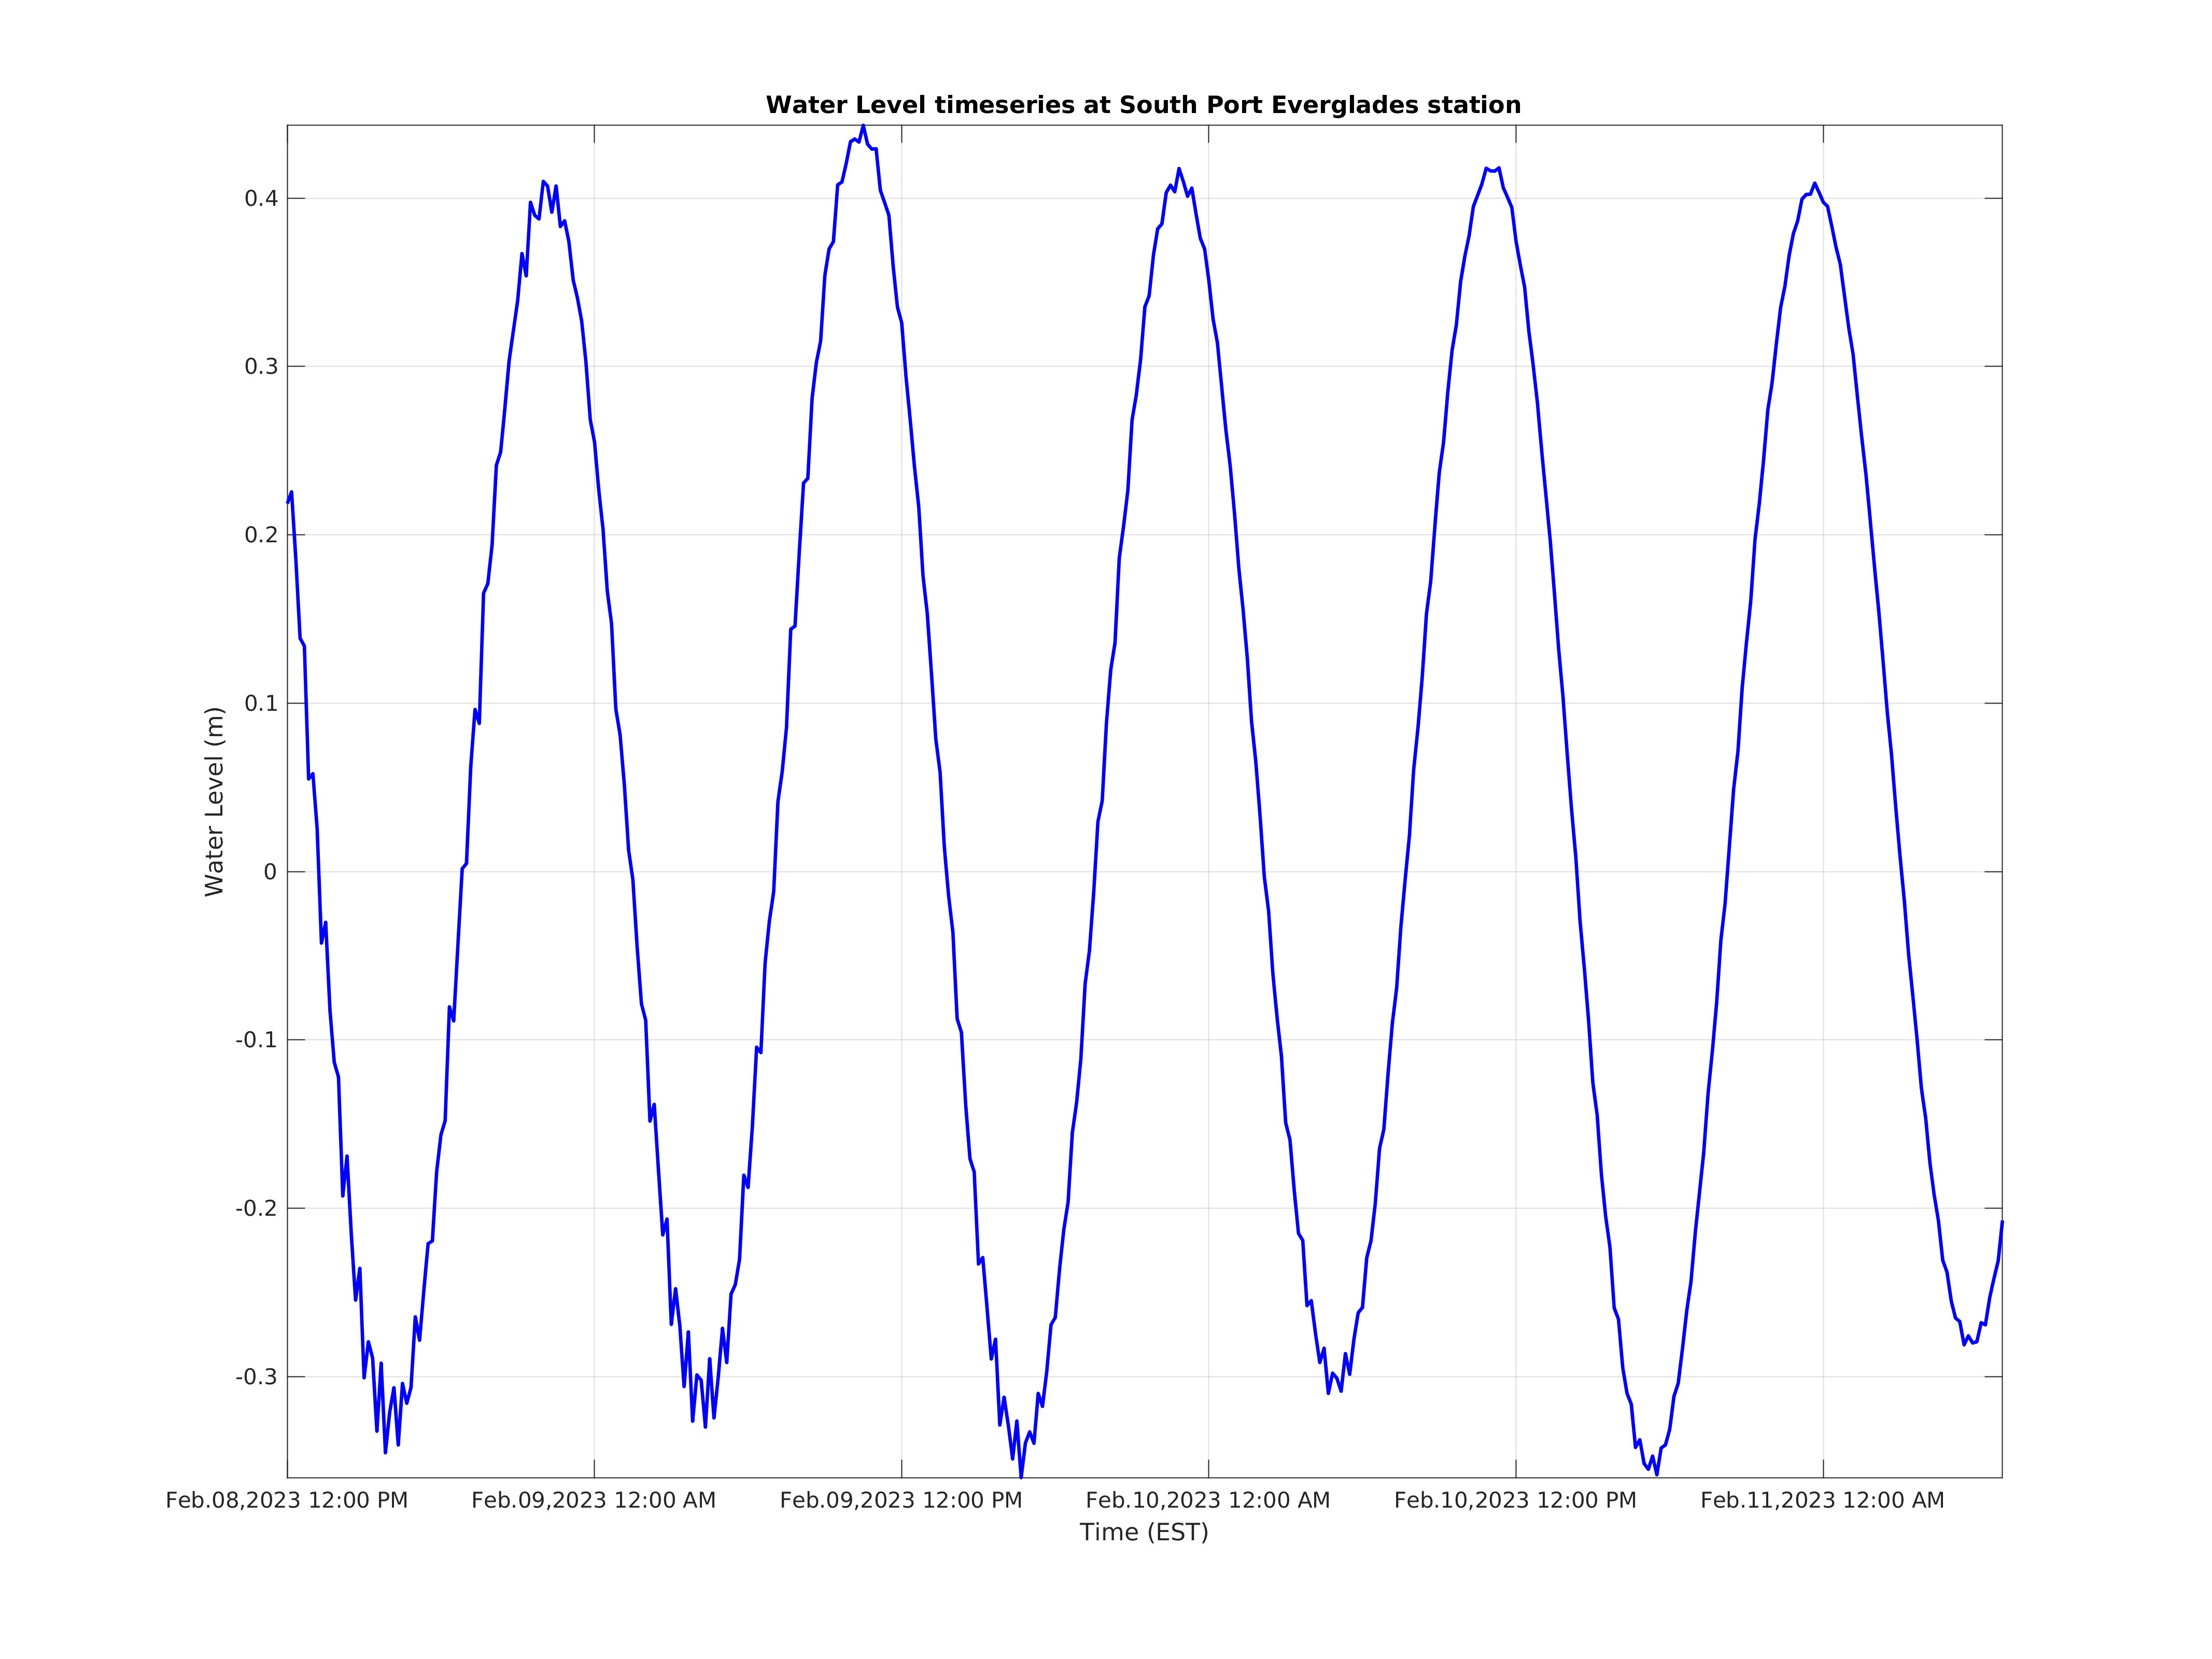 Water Level timeseries at South Port Everglades station
0.4
0.3
0.2
0.1
0
-0.1
-0.2
-0.3
Water Level (m)
Feb.08,2023 12:00 PM
Feb.09,2023 12:00 AM
Feb.09,2023 12:00 PM
Feb.10,2023 12:00 AM
Feb.10,2023 12:00 PM
Feb.11,2023 12:00 AM
Time (EST)